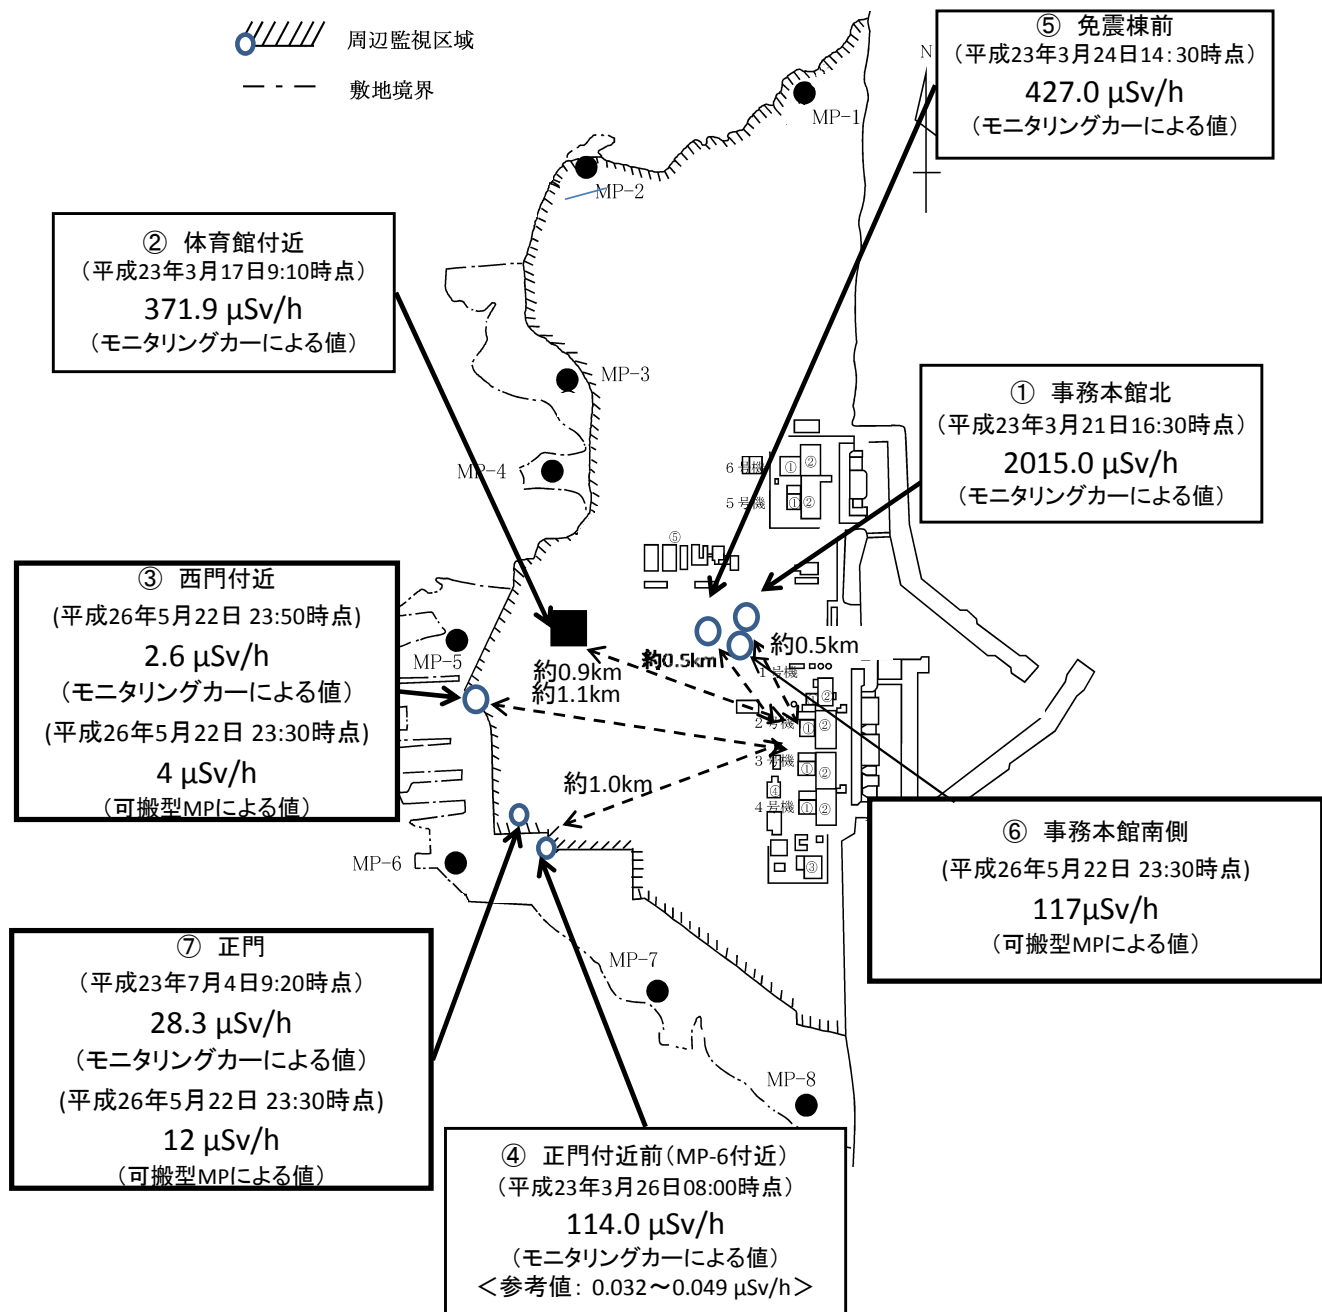 周辺監視区域
敷地境界
⑤ 免震棟前
(平成23年3月24日14:30時点)
427.0 μSv/h
(モニタリングカーによる値)
N
MP-1
MP-2
② 体育館付近
(平成23年3月17日9:10時点)
371.9 μSv/h
(モニタリングカーによる値)
MP-3
MP-4
① 事務本館北
(平成23年3月21日16:30時点)
2015.0 μSv/h
(モニタリングカーによる値)
6号機
①
②
5号機
①
②
⑤
③ 西門付近
(平成26年5月22日 23:50時点)
2.6 μSv/h
(モニタリングカーによる値)
(平成26年5月22日 23:30時点)
4 μSv/h
(可搬型MPによる値)
MP-5
約0.9km
約1.1km
約0.5km
約0.5km
1号機
②
2号機
①
②
3号機
①
②
④
4号機
①
②
③
約1.0km
MP-6
⑥ 事務本館南側
(平成26年5月22日 23:30時点)
117μSv/h
(可搬型MPによる値)
⑦ 正門
(平成23年7月4日9:20時点)
28.3 μSv/h
(モニタリングカーによる値)
(平成26年5月22日 23:30時点)
12 μSv/h
(可搬型MPによる値)
MP-7
MP-8
④ 正門付近前(MP-6付近)
(平成23年3月26日08:00時点)
114.0 μSv/h
(モニタリングカーによる値)
<参考値: 0.032~0.049 μSv/h>